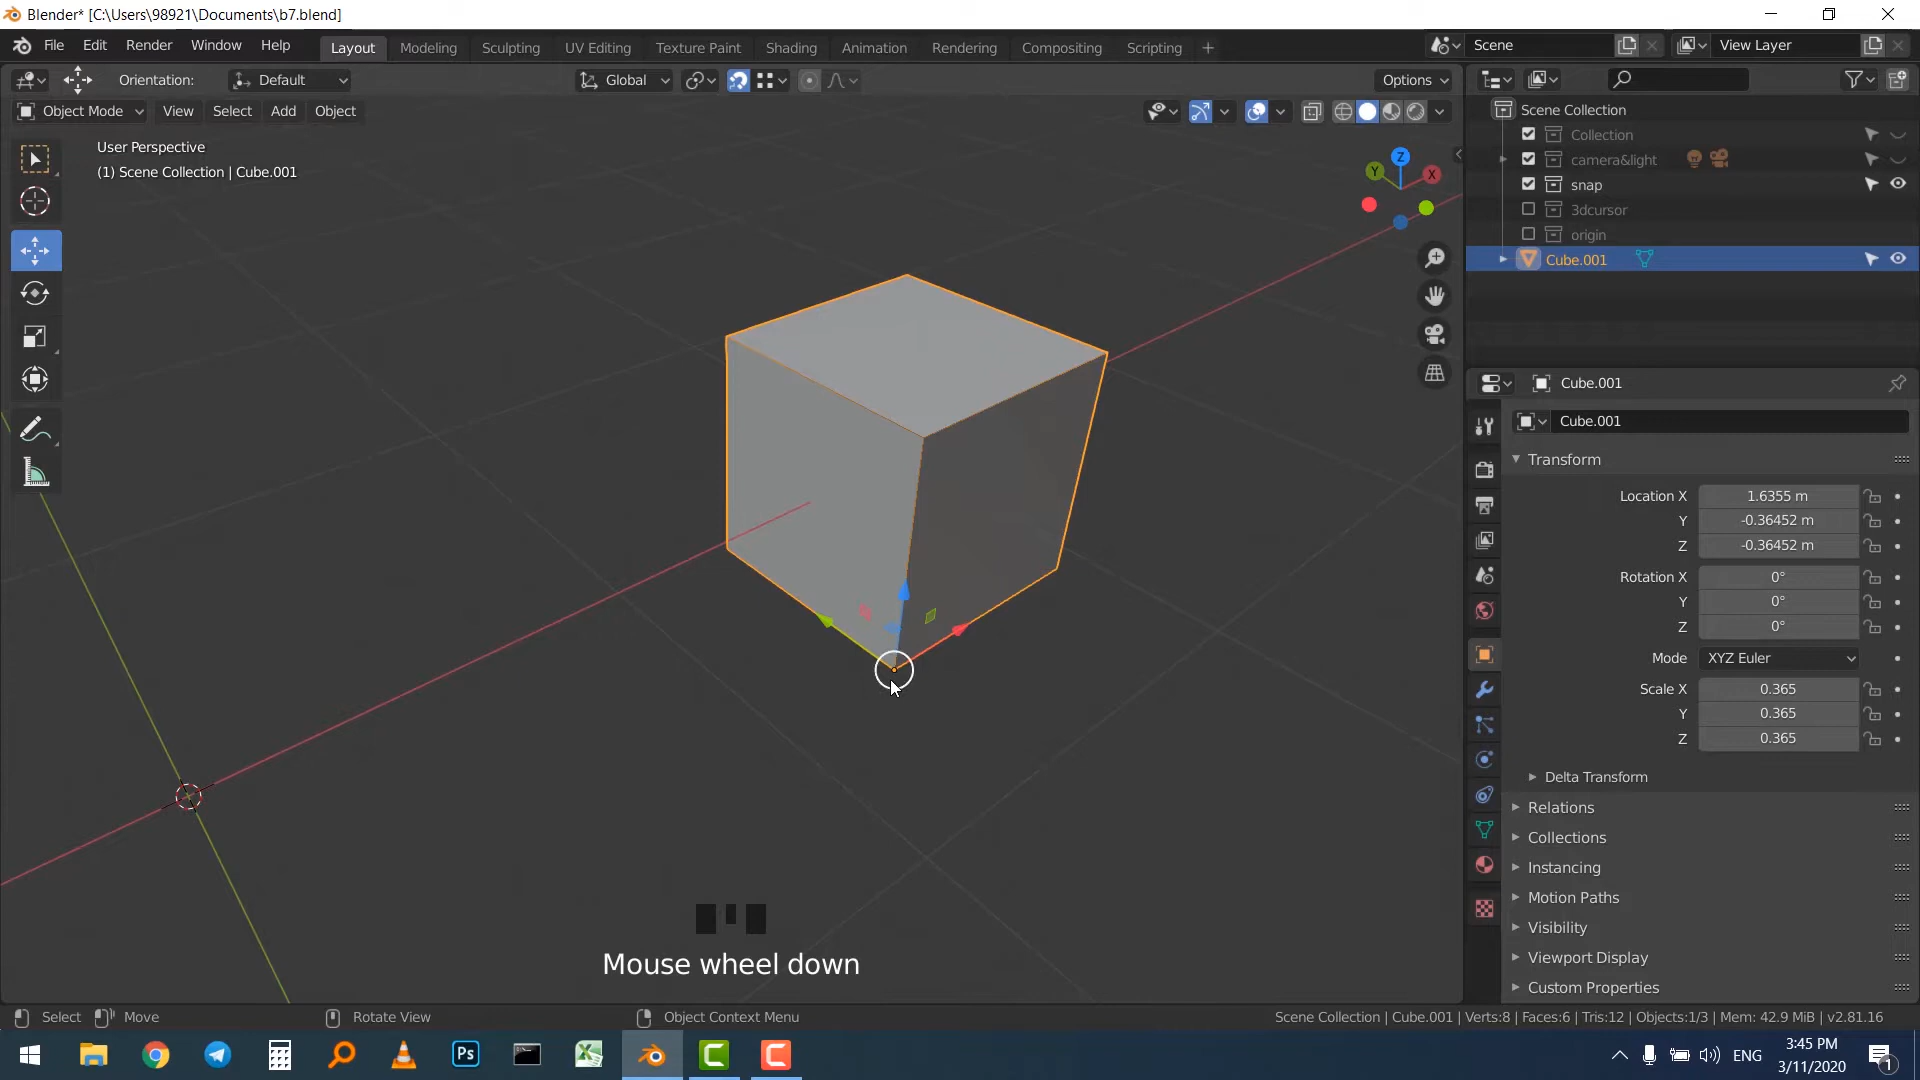 Blender* [C:\Users\98921\Documents\b7.blend]
File Edit Render Window Help
Layout Modeling Sculpting UV Editing Texture Paint Shading Animation Rendering Compositing Scripting +
Scene
View Layer
Orientation: Default
Global
Options
Object Mode View Select Add Object
User Perspective
(1) Scene Collection | Cube.001
Z
Y
X
Scene Collection
Collection
camera&light
snap
3dcursor
origin
Cube.001
Cube.001
Cube.001
Transform
Location X 1.6355 m
Y -0.36452 m
Z -0.36452 m
Rotation X 0°
Y 0°
Z 0°
Mode XYZ Euler
Scale X 0.365
Y 0.365
Z 0.365
Delta Transform
Relations
Collections
Instancing
Motion Paths
Visibility
Viewport Display
Custom Properties
Mouse wheel down
Select Move Rotate View Object Context Menu
Scene Collection | Cube.001 | Verts:8 | Faces:6 | Tris:12 | Objects:1/3 | Mem: 42.9 MiB | v2.81.16
Ps
ENG
3:45 PM
3/11/2020
1